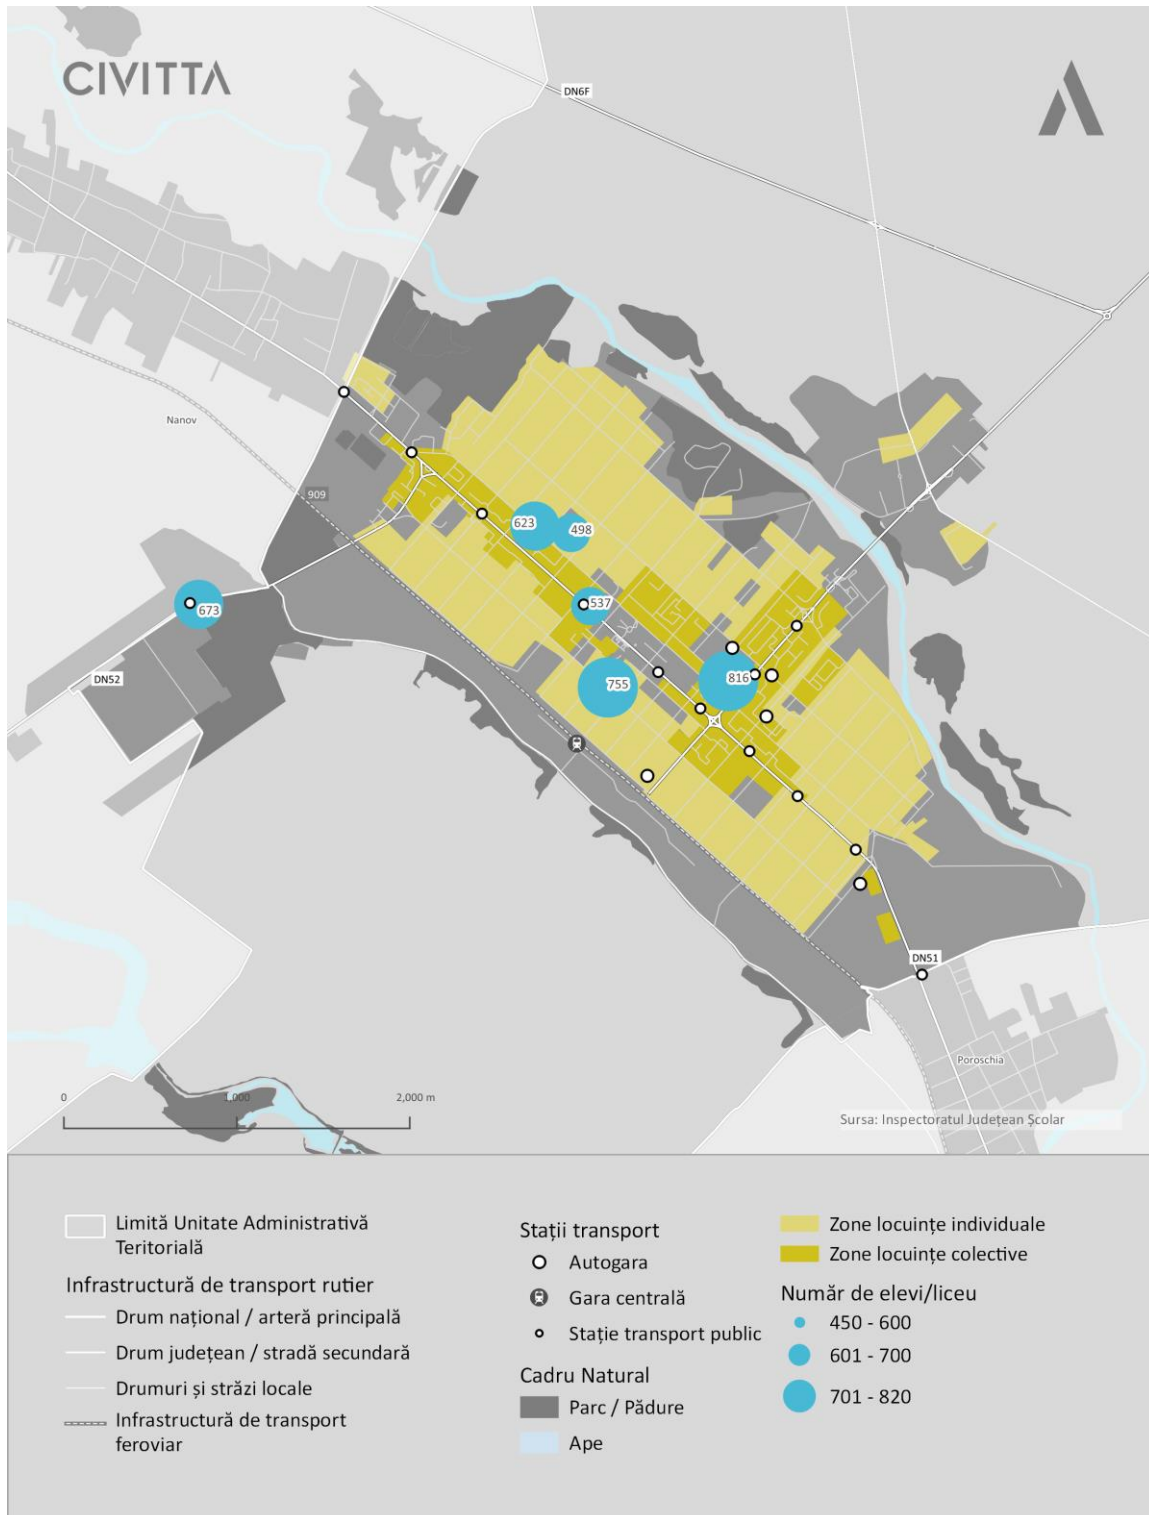 CIVITTA
DN6F
Nanov
909
623
498
537
673
DN52
755
816
DN51
Poroschia
0
1,000
2,000 m
Sursa: Inspectoratul Județean Școlar
Limită Unitate Administrativă
Teritorială
Infrastructură de transport rutier
Drum național / arteră principală
Drum județean / stradă secundară
Drumuri și străzi locale
Infrastructură de transport
feroviar
Stații transport
Autogara
Gara centrală
Stație transport public
Cadru Natural
Parc / Pădure
Ape
Zone locuințe individuale
Zone locuințe colective
Număr de elevi/liceu
450 - 600
601 - 700
701 - 820